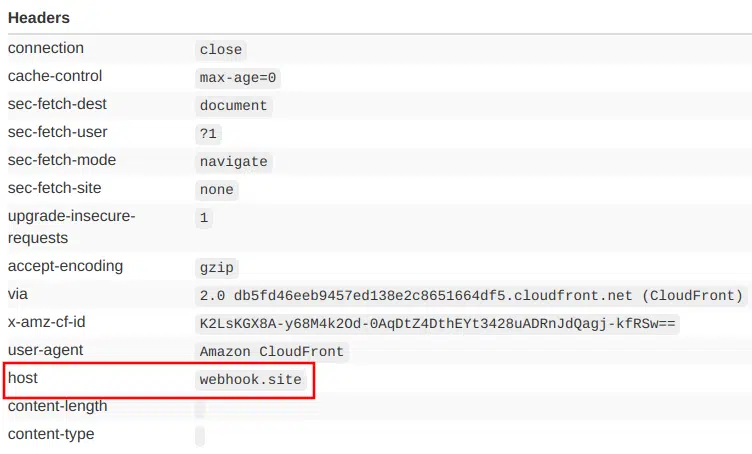 Headers
connection close
cache-control max-age=0
sec-fetch-dest document
sec-fetch-user ?1
sec-fetch-mode navigate
sec-fetch-site none
upgrade-insecure- 1
requests
accept-encoding gzip
via 2.0 db5fd46eeb9457ed138e2c8651664df5.cloudfront.net (CloudFront)
x-amz-cf-id K2LsKGX8A-y68M4k2Od-0AqDtZ4DthEYt3428uADRnJdQagj-kfRSw==
user-agent Amazon CloudFront
host webhook.site
content-length
content-type